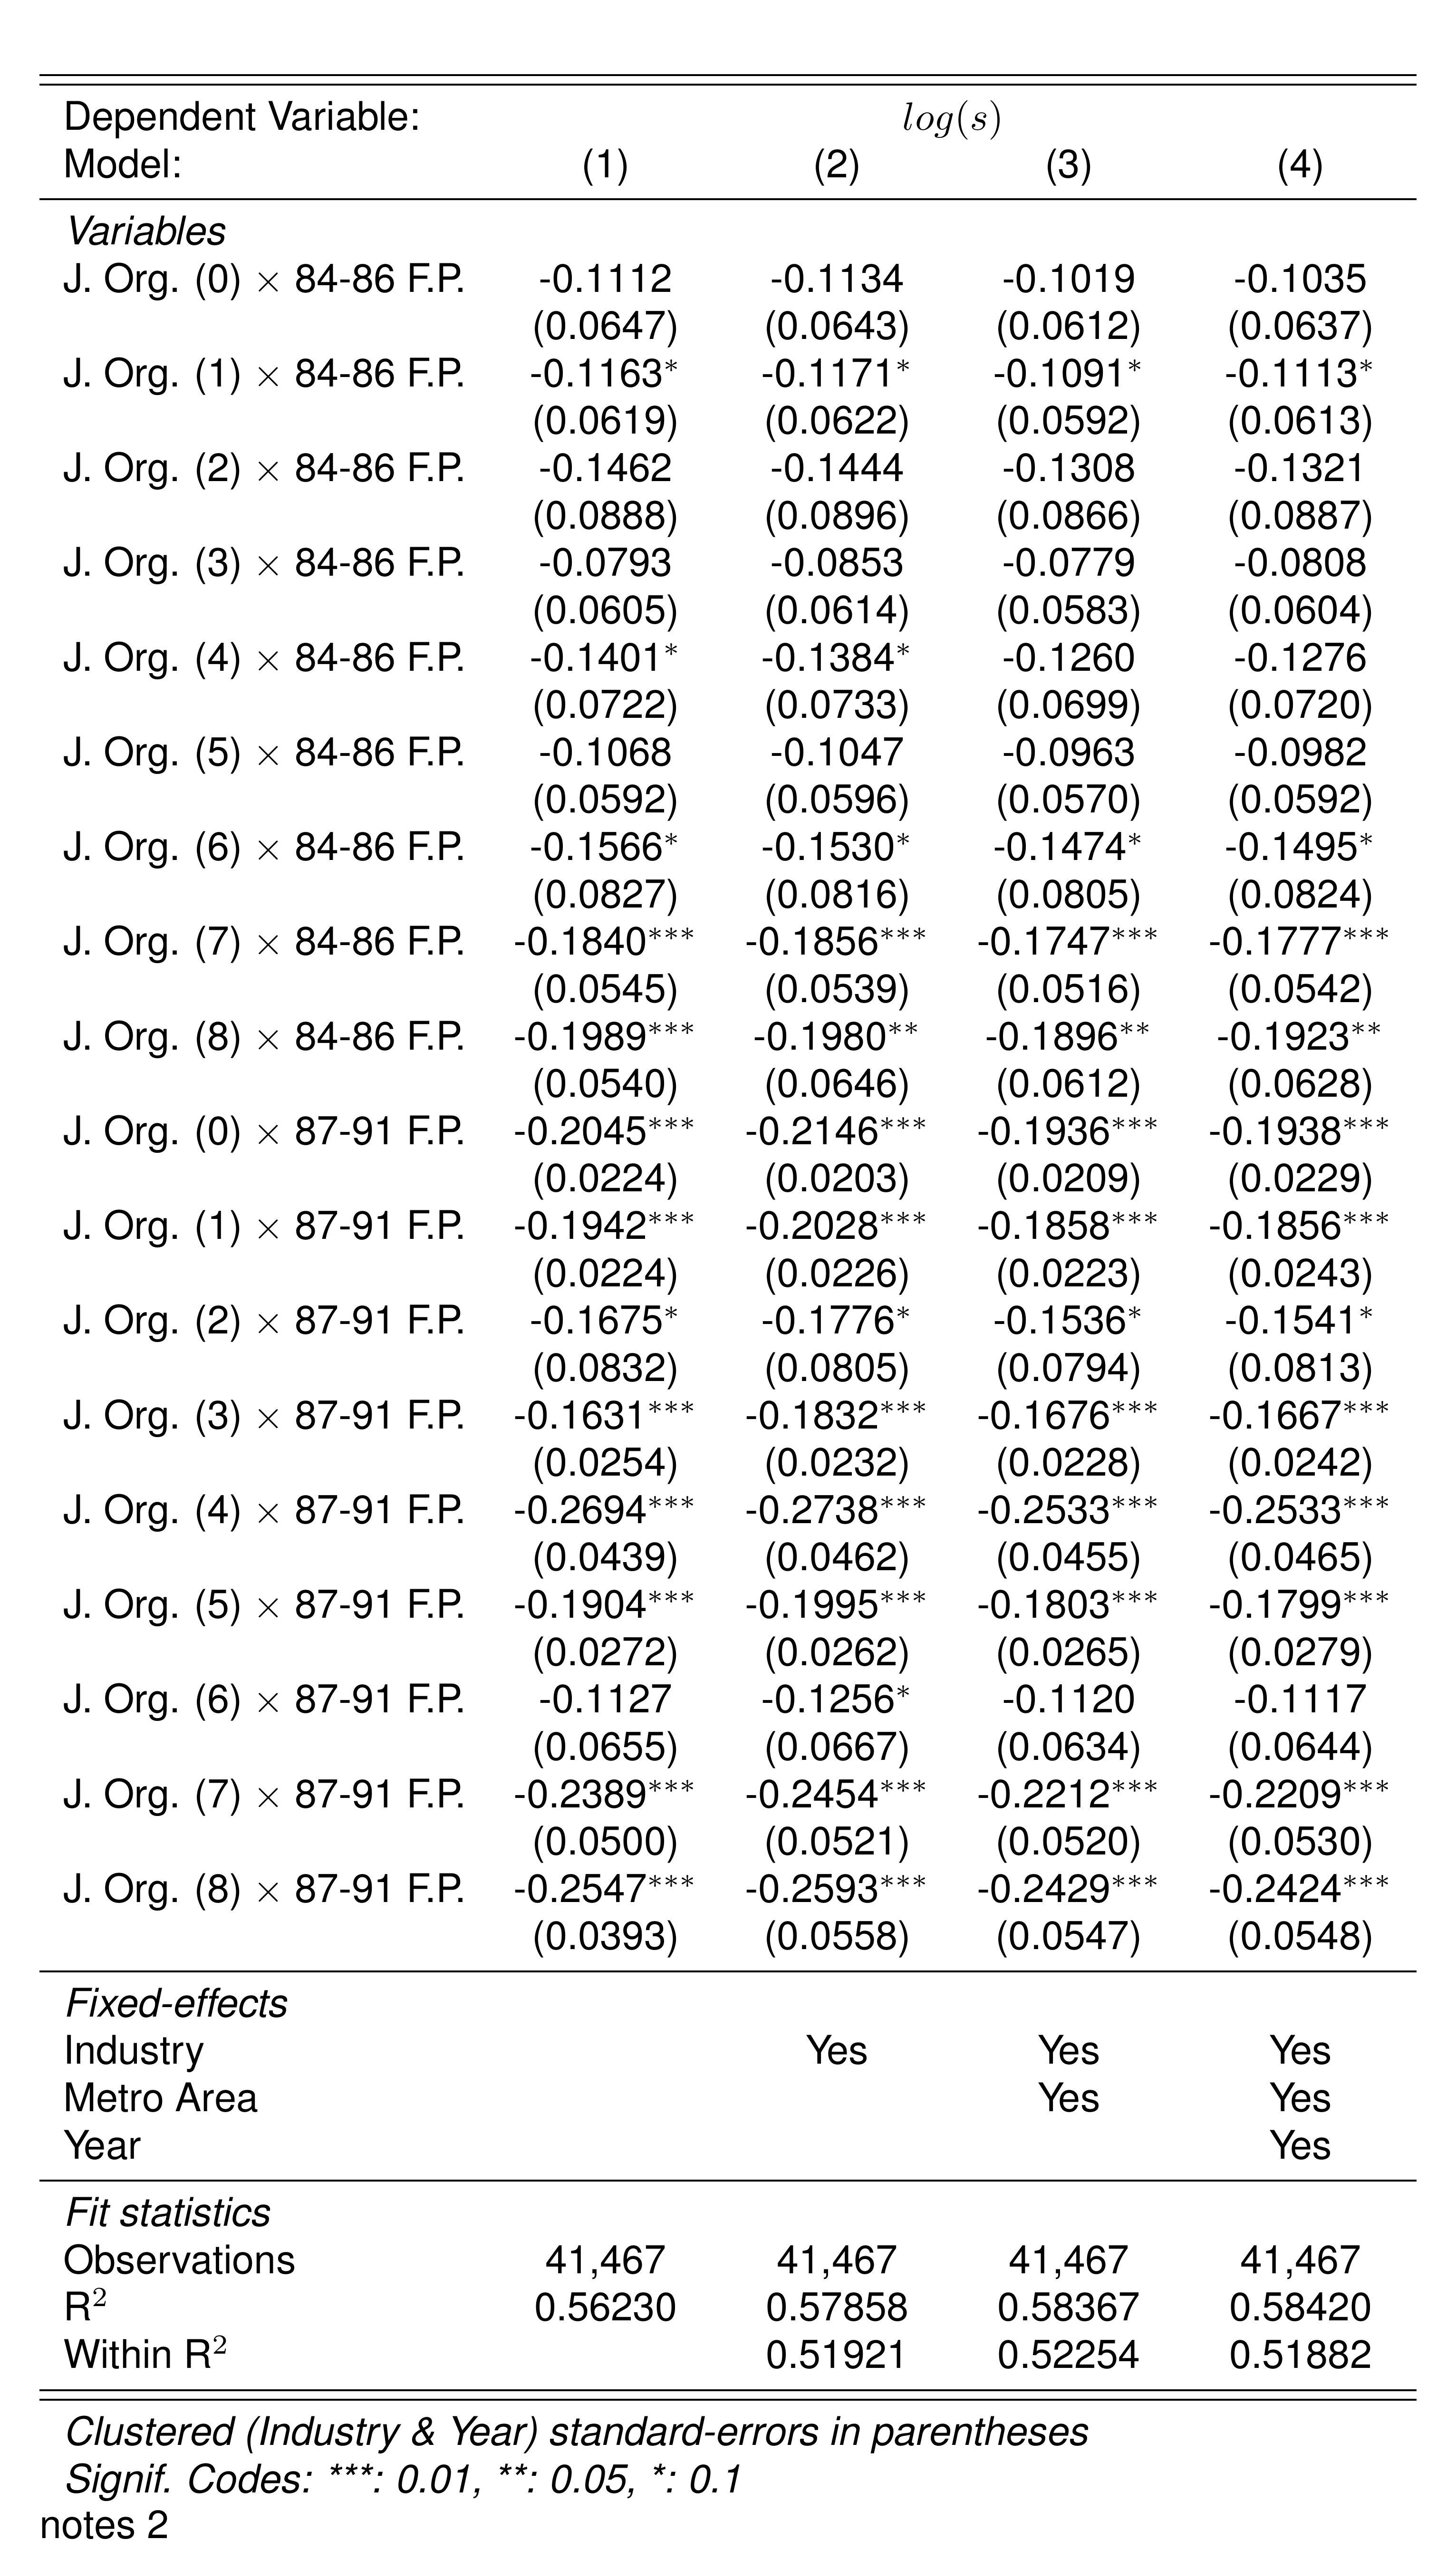 Dependent Variable: log(s)
Model: (1) (2) (3) (4)
Variables
J. Org. (0) × 84-86 F.P. -0.1112 -0.1134 -0.1019 -0.1035
(0.0647) (0.0643) (0.0612) (0.0637)
J. Org. (1) × 84-86 F.P. -0.1163* -0.1171* -0.1091* -0.1113*
(0.0619) (0.0622) (0.0592) (0.0613)
J. Org. (2) × 84-86 F.P. -0.1462 -0.1444 -0.1308 -0.1321
(0.0888) (0.0896) (0.0866) (0.0887)
J. Org. (3) × 84-86 F.P. -0.0793 -0.0853 -0.0779 -0.0808
(0.0605) (0.0614) (0.0583) (0.0604)
J. Org. (4) × 84-86 F.P. -0.1401* -0.1384* -0.1260 -0.1276
(0.0722) (0.0733) (0.0699) (0.0720)
J. Org. (5) × 84-86 F.P. -0.1068 -0.1047 -0.0963 -0.0982
(0.0592) (0.0596) (0.0570) (0.0592)
J. Org. (6) × 84-86 F.P. -0.1566* -0.1530* -0.1474* -0.1495*
(0.0827) (0.0816) (0.0805) (0.0824)
J. Org. (7) × 84-86 F.P. -0.1840*** -0.1856*** -0.1747*** -0.1777***
(0.0545) (0.0539) (0.0516) (0.0542)
J. Org. (8) × 84-86 F.P. -0.1989*** -0.1980** -0.1896** -0.1923**
(0.0540) (0.0646) (0.0612) (0.0628)
J. Org. (0) × 87-91 F.P. -0.2045*** -0.2146*** -0.1936*** -0.1938***
(0.0224) (0.0203) (0.0209) (0.0229)
J. Org. (1) × 87-91 F.P. -0.1942*** -0.2028*** -0.1858*** -0.1856***
(0.0224) (0.0226) (0.0223) (0.0243)
J. Org. (2) × 87-91 F.P. -0.1675* -0.1776* -0.1536* -0.1541*
(0.0832) (0.0805) (0.0794) (0.0813)
J. Org. (3) × 87-91 F.P. -0.1631*** -0.1832*** -0.1676*** -0.1667***
(0.0254) (0.0232) (0.0228) (0.0242)
J. Org. (4) × 87-91 F.P. -0.2694*** -0.2738*** -0.2533*** -0.2533***
(0.0439) (0.0462) (0.0455) (0.0465)
J. Org. (5) × 87-91 F.P. -0.1904*** -0.1995*** -0.1803*** -0.1799***
(0.0272) (0.0262) (0.0265) (0.0279)
J. Org. (6) × 87-91 F.P. -0.1127 -0.1256* -0.1120 -0.1117
(0.0655) (0.0667) (0.0634) (0.0644)
J. Org. (7) × 87-91 F.P. -0.2389*** -0.2454*** -0.2212*** -0.2209***
(0.0500) (0.0521) (0.0520) (0.0530)
J. Org. (8) × 87-91 F.P. -0.2547*** -0.2593*** -0.2429*** -0.2424***
(0.0393) (0.0558) (0.0547) (0.0548)
Fixed-effects
Industry Yes Yes Yes
Metro Area Yes Yes
Year Yes
Fit statistics
Observations 41,467 41,467 41,467 41,467
R² 0.56230 0.57858 0.58367 0.58420
Within R² 0.51921 0.52254 0.51882
Clustered (Industry & Year) standard-errors in parentheses
Signif. Codes: ***: 0.01, **: 0.05, *: 0.1
notes 2